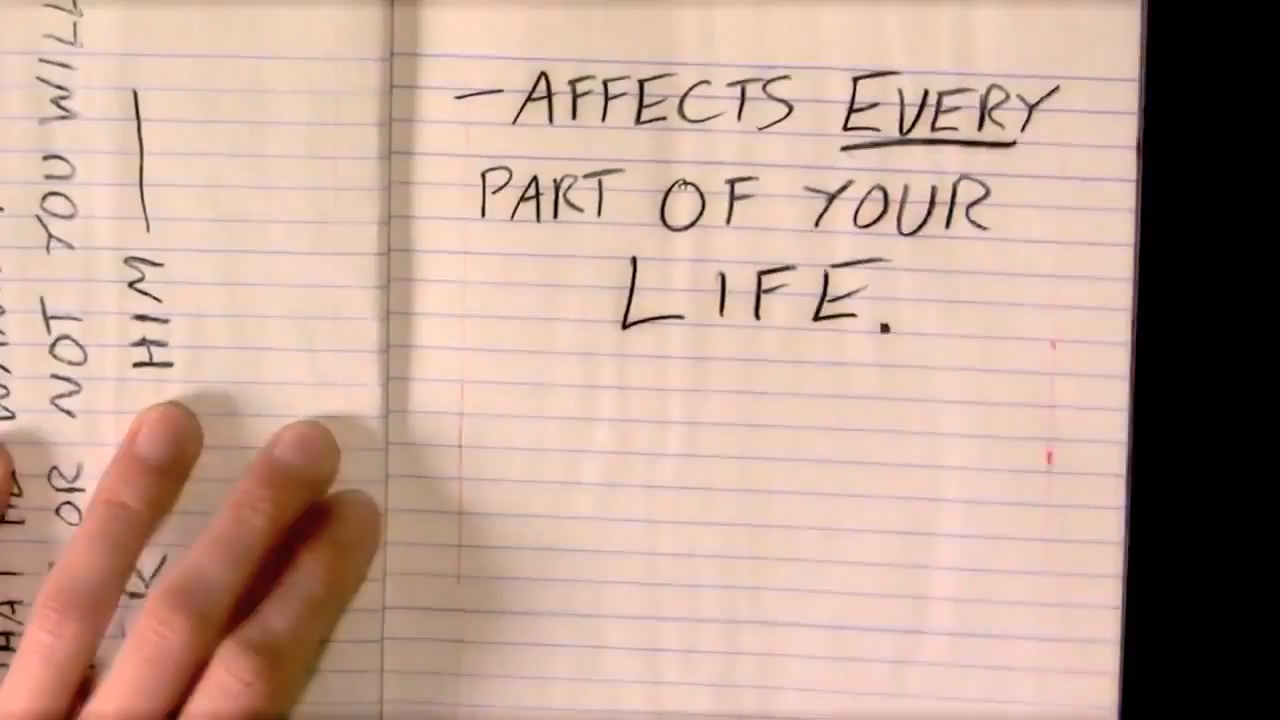 — AFFECTS EVERY
PART OF YOUR
LIFE.
OR NOT YOU WILL
HIM —